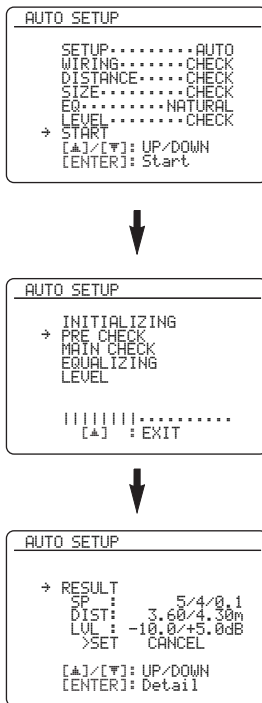 AUTO SETUP
SETUP·········AUTO
WIRING·······CHECK
DISTANCE·····CHECK
SIZE·········CHECK
EQ·········NATURAL
LEVEL········CHECK
→ START
[▲]/[▼]: UP/DOWN
[ENTER]: Start
AUTO SETUP
INITIALIZING
→ PRE CHECK
MAIN CHECK
EQUALIZING
LEVEL
||||||||··········
[▲] : EXIT
AUTO SETUP
→ RESULT
SP : 5/4/0.1
DIST: 3.60/4.30m
LVL : -10.0/+5.0dB
>SET CANCEL
[▲]/[▼]: UP/DOWN
[ENTER]: Detail